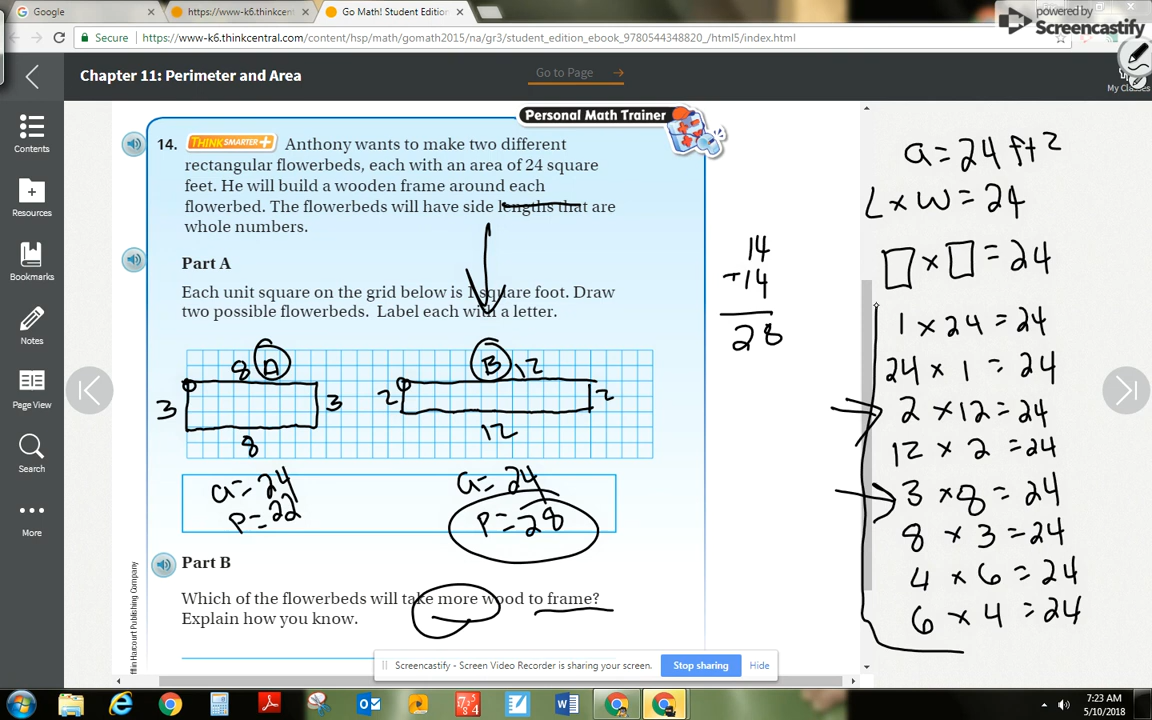 Google
https://www-k6.thinkcent
Go Math! Student Edition
powered by
Screencastify
Secure
https://www-k6.thinkcentral.com/content/hsp/math/gomath2015/na/gr3/student_edition_ebook_9780544348820_/html5/index.html
Chapter 11: Perimeter and Area
Go to Page
My Classes
Contents
Resources
Bookmarks
Notes
Page View
Search
More
Personal Math Trainer
14. THINKSMARTER+ Anthony wants to make two different
rectangular flowerbeds, each with an area of 24 square
feet. He will build a wooden frame around each
flowerbed. The flowerbeds will have side lengths that are
whole numbers.
Part A
Each unit square on the grid below is 1 square foot. Draw
two possible flowerbeds. Label each with a letter.
8 A
3 3
8
B 12
2 2
12
a=24
p=22
a=24
p=28
14
+14
28
Part B
Which of the flowerbeds will take more wood to frame?
Explain how you know.
a=24 ft2
L x W = 24
□ x □ = 24
1 x 24 = 24
24 x 1 = 24
2 x 12 = 24
12 x 2 = 24
3 x 8 = 24
8 x 3 = 24
4 x 6 = 24
6 x 4 = 24
Screencastify - Screen Video Recorder is sharing your screen.
Stop sharing
Hide
7:23 AM
5/10/2018